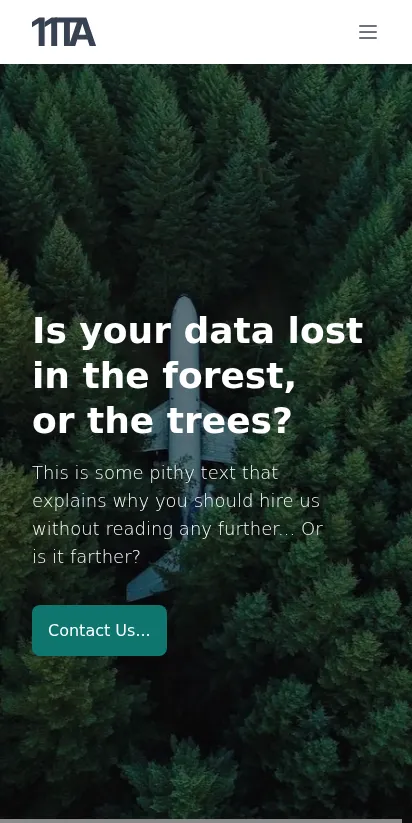 11TA
Is your data lost
in the forest,
or the trees?
This is some pithy text that
explains why you should hire us
without reading any further... Or
is it farther?
Contact Us...